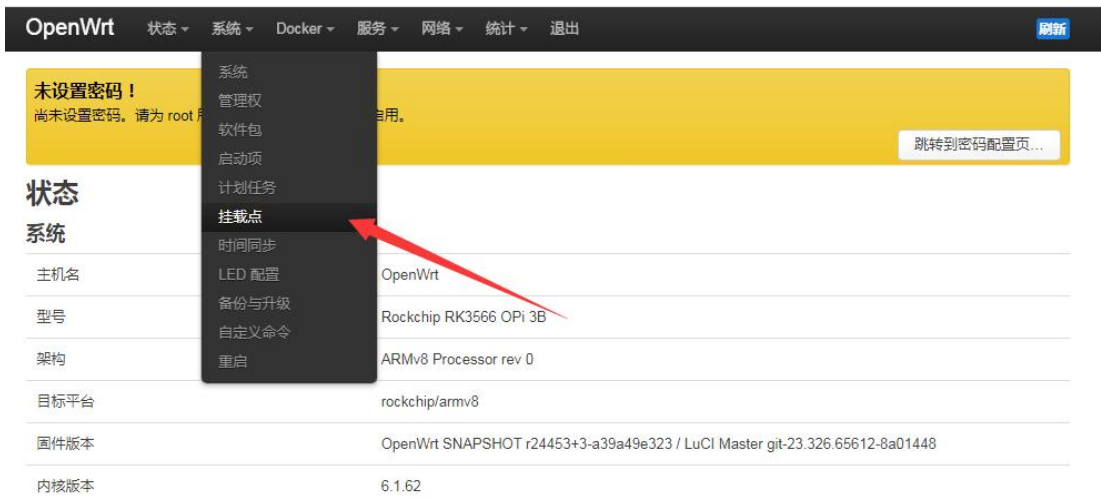 OpenWrt 状态 系统 Docker 服务 网络 统计 退出 刷新
未设置密码！
尚未设置密码。请为 root 启用。
跳转到密码配置页...
系统
管理权
软件包
启动项
计划任务
挂载点
时间同步
LED 配置
备份与升级
自定义命令
重启
状态
系统
主机名 OpenWrt
型号 Rockchip RK3566 OPi 3B
架构 ARMv8 Processor rev 0
目标平台 rockchip/armv8
固件版本 OpenWrt SNAPSHOT r24453+3-a39a49e323 / LuCI Master git-23.326.65612-8a01448
内核版本 6.1.62